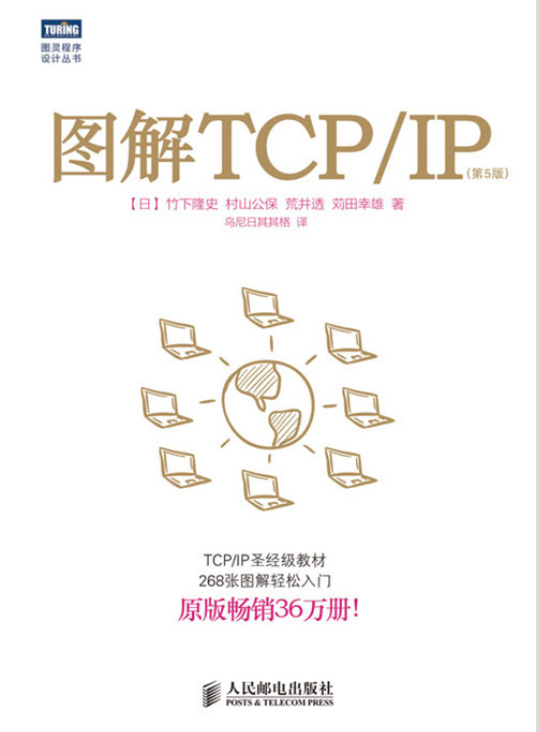 TURING
图灵程序
设计丛书
图解TCP/IP(第5版)
【日】竹下隆史 村山公保 荒井透 苅田幸雄 著
乌尼日其其格 译
TCP/IP圣经级教材
268张图解轻松入门
原版畅销36万册!
人民邮电出版社
POSTS & TELECOM PRESS